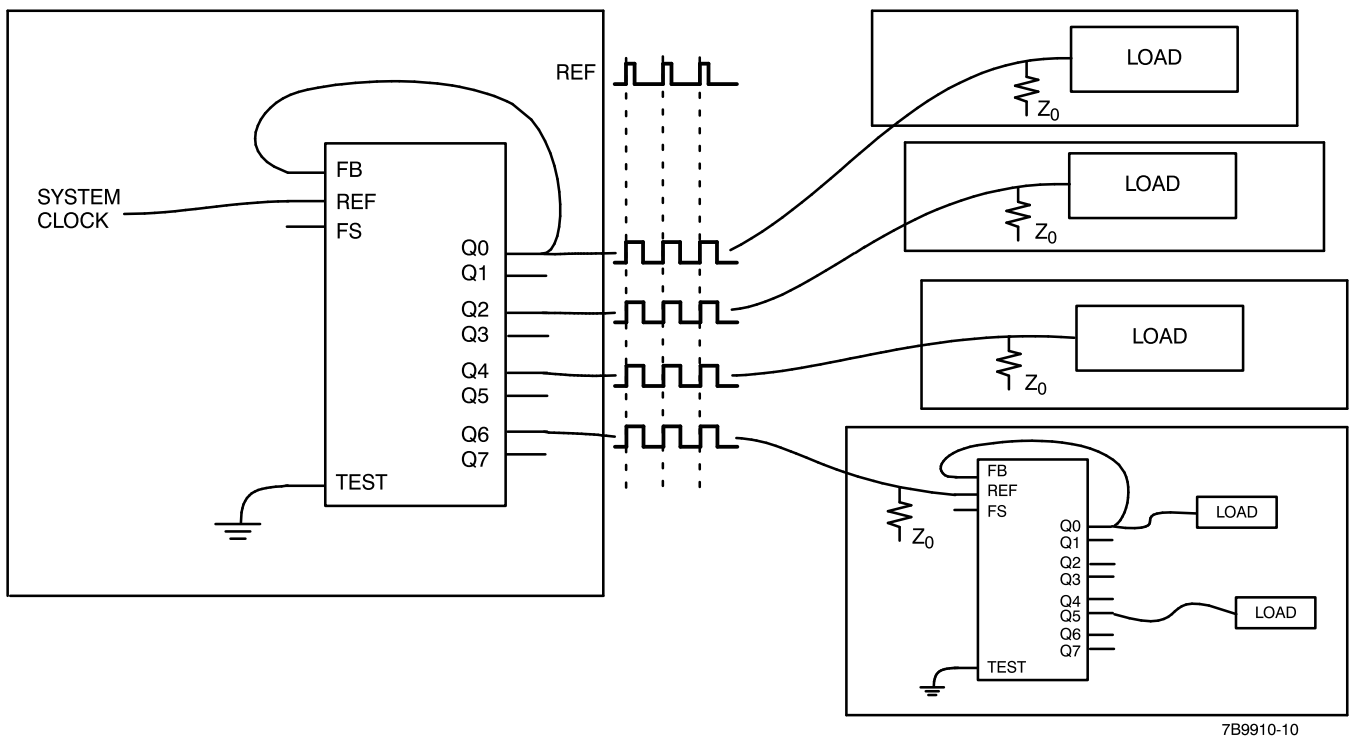 REF
SYSTEM
CLOCK
FB
REF
FS
Q0
Q1
Q2
Q3
Q4
Q5
Q6
Q7
TEST
LOAD
Z0
LOAD
Z0
LOAD
Z0
Z0
FB
REF
FS
Q0
Q1
Q2
Q3
Q4
Q5
Q6
Q7
TEST
LOAD
LOAD
7B9910-10